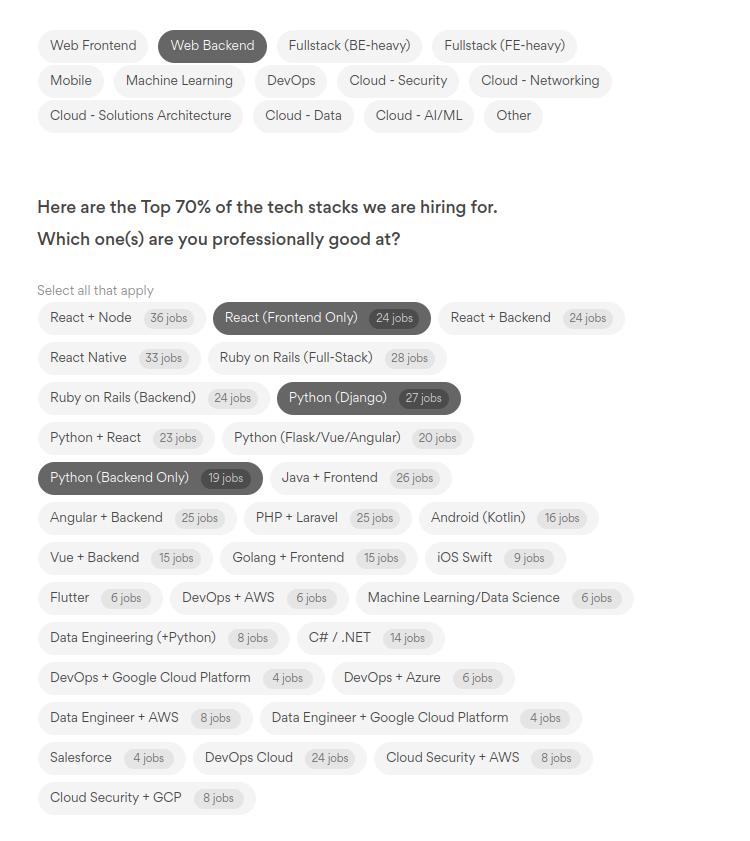 Web Frontend Web Backend Fullstack (BE-heavy) Fullstack (FE-heavy)
Mobile Machine Learning DevOps Cloud - Security Cloud - Networking
Cloud - Solutions Architecture Cloud - Data Cloud - AI/ML Other
Here are the Top 70% of the tech stacks we are hiring for.
Which one(s) are you professionally good at?
Select all that apply
React + Node 36 jobs React (Frontend Only) 24 jobs React + Backend 24 jobs
React Native 33 jobs Ruby on Rails (Full-Stack) 28 jobs
Ruby on Rails (Backend) 24 jobs Python (Django) 27 jobs
Python + React 23 jobs Python (Flask/Vue/Angular) 20 jobs
Python (Backend Only) 19 jobs Java + Frontend 26 jobs
Angular + Backend 25 jobs PHP + Laravel 25 jobs Android (Kotlin) 16 jobs
Vue + Backend 15 jobs Golang + Frontend 15 jobs iOS Swift 9 jobs
Flutter 6 jobs DevOps + AWS 6 jobs Machine Learning/Data Science 6 jobs
Data Engineering (+Python) 8 jobs C# / .NET 14 jobs
DevOps + Google Cloud Platform 4 jobs DevOps + Azure 6 jobs
Data Engineer + AWS 8 jobs Data Engineer + Google Cloud Platform 4 jobs
Salesforce 4 jobs DevOps Cloud 24 jobs Cloud Security + AWS 8 jobs
Cloud Security + GCP 8 jobs